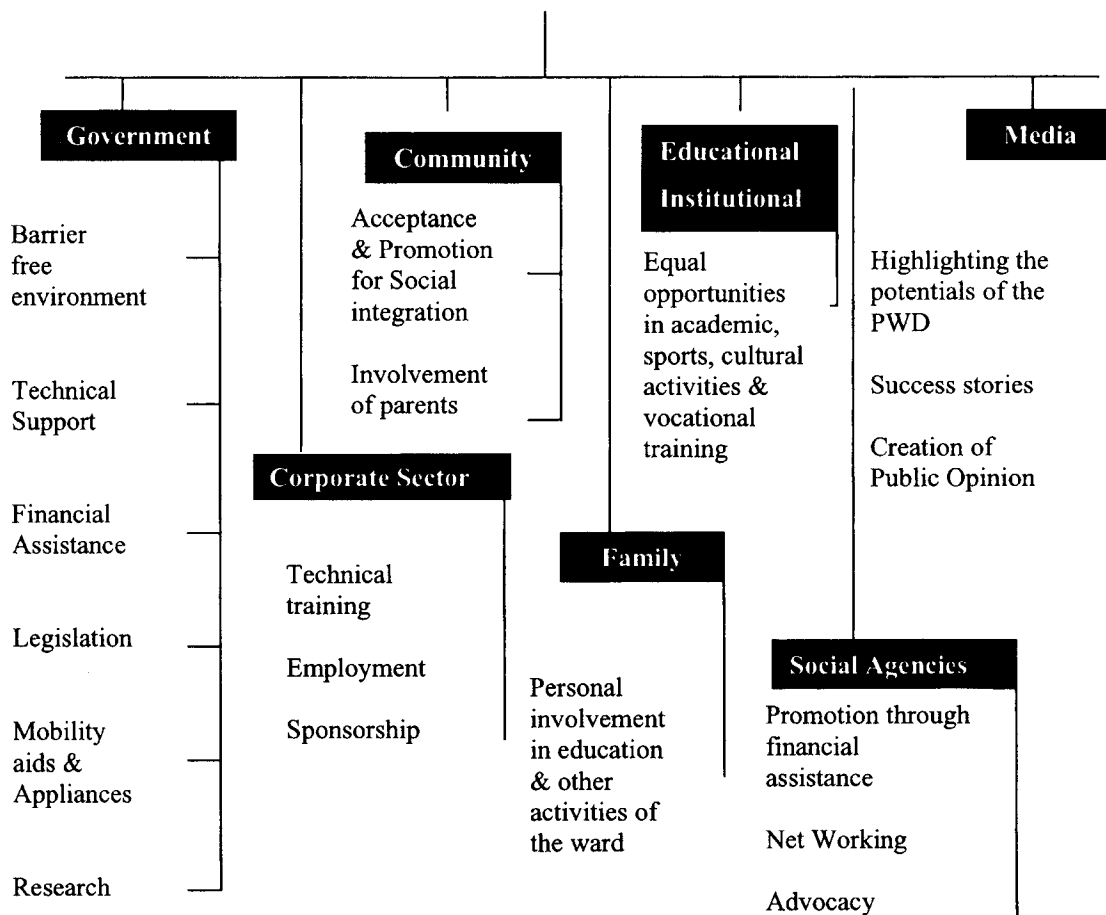 Government
Barrier
free
environment
Technical
Support
Financial
Assistance
Legislation
Mobility
aids &
Appliances
Research
Corporate Sector
Technical
training
Employment
Sponsorship
Community
Acceptance
& Promotion
for Social
integration
Involvement
of parents
Family
Personal
involvement
in education
& other
activities of
the ward
Educational
Institutional
Equal
opportunities
in academic,
sports, cultural
activities &
vocational
training
Social Agencies
Promotion through
financial
assistance
Net Working
Advocacy
Media
Highlighting the
potentials of the
PWD
Success stories
Creation of
Public Opinion